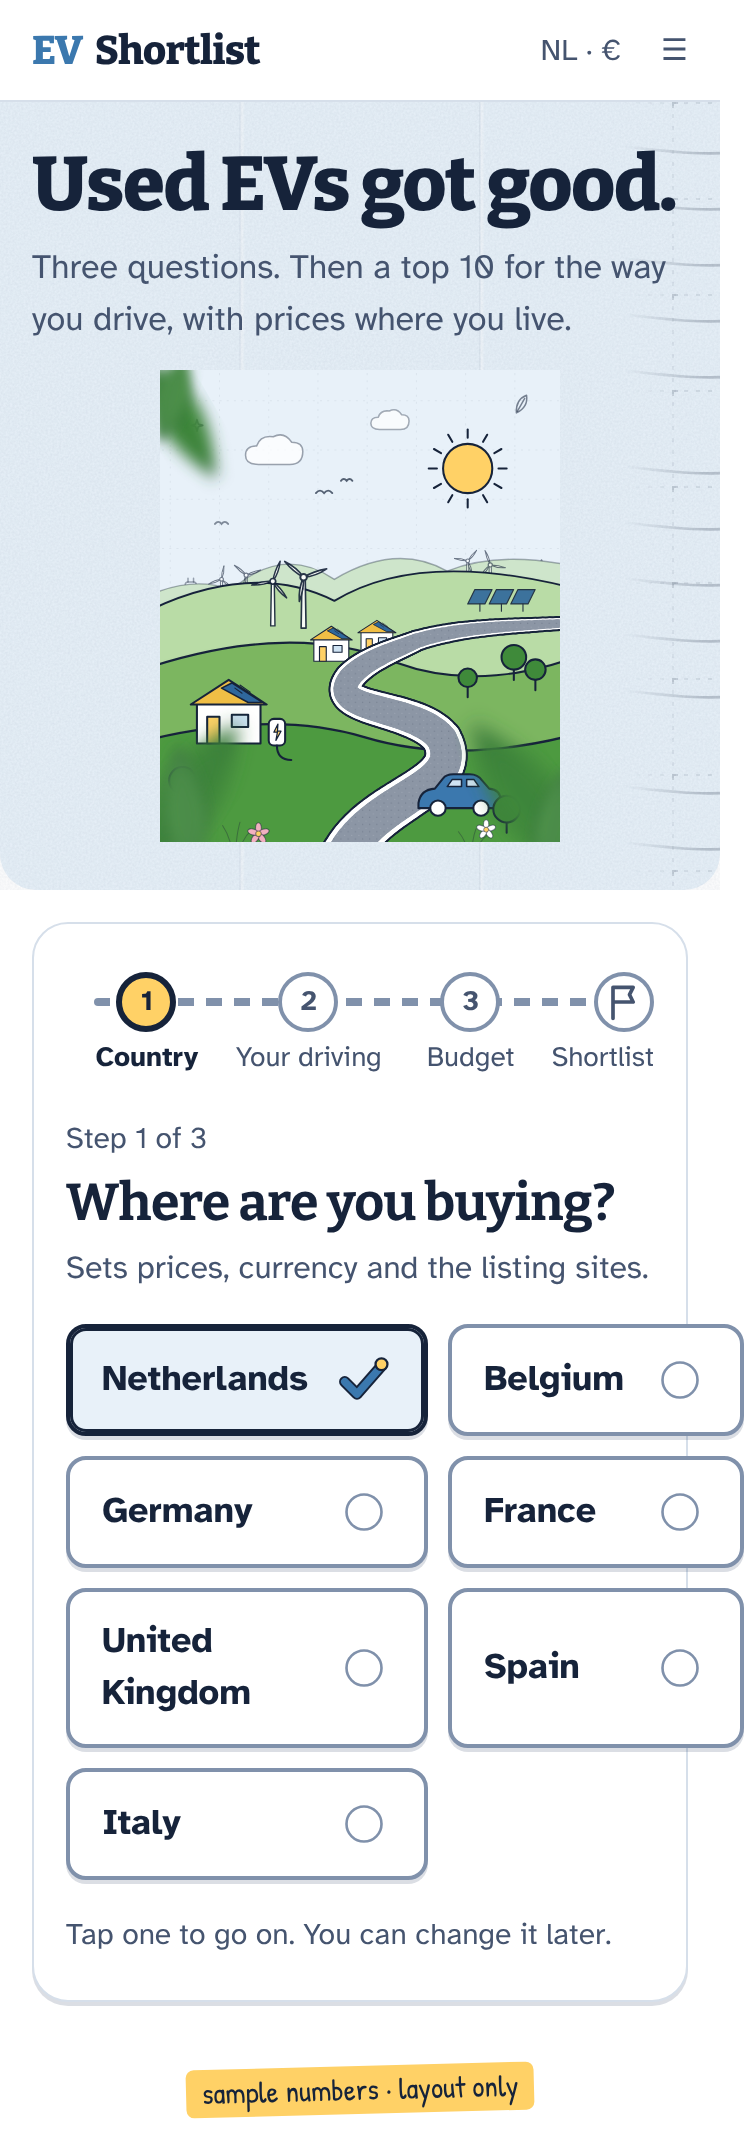 EV Shortlist
NL · €
Used EVs got good.
Three questions. Then a top 10 for the way
you drive, with prices where you live.
1
2
3
Country
Your driving
Budget
Shortlist
Step 1 of 3
Where are you buying?
Sets prices, currency and the listing sites.
Netherlands
Belgium
Germany
France
United
Kingdom
Spain
Italy
Tap one to go on. You can change it later.
sample numbers · layout only